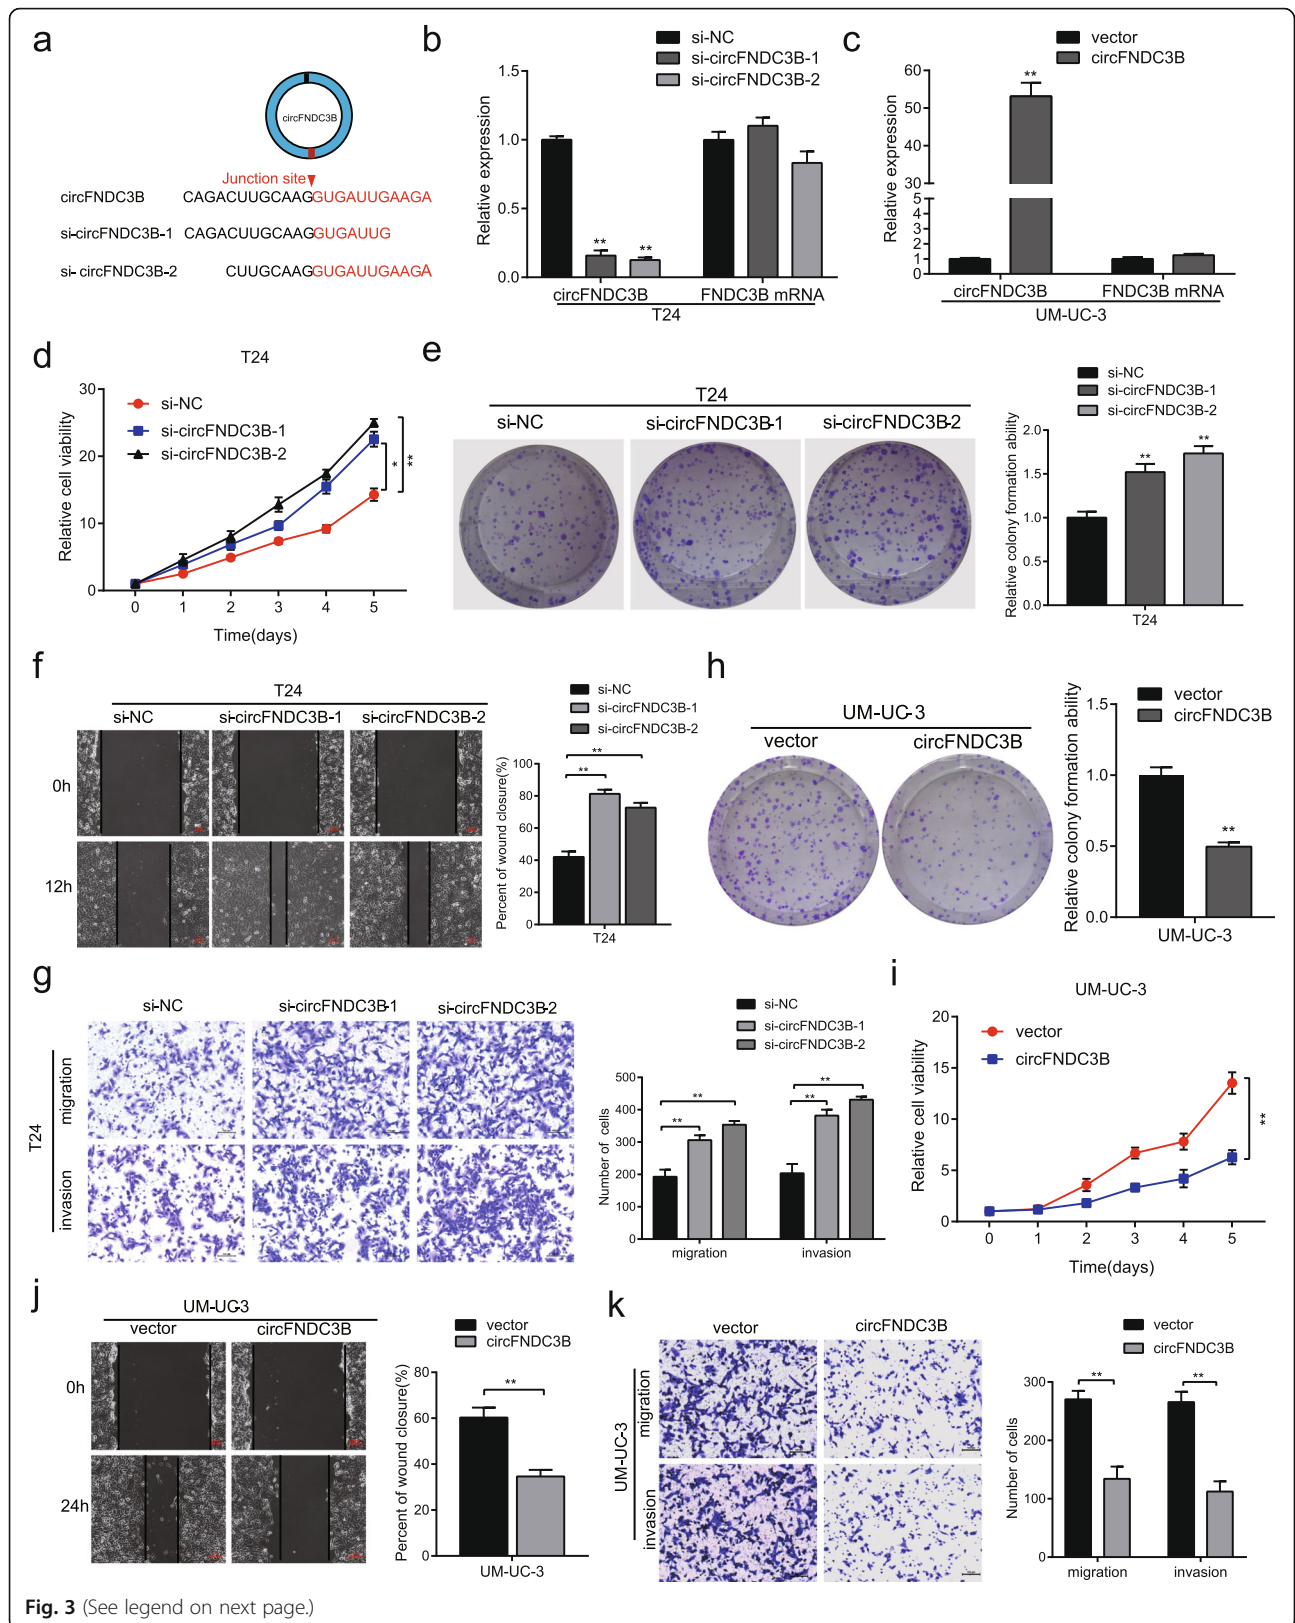 a
circFNDC3B
Junction site
circFNDC3B CAGACUUGCAAGGUGAUUGAAGA
si-circFNDC3B-1 CAGACUUGCAAGGUGAUUG
si- circFNDC3B-2 CUUGCAAGGUGAUUGAAGA
b
si-NC
si-circFNDC3B-1
si-circFNDC3B-2
Relative expression
1.5
1.0
0.5
0.0
** **
circFNDC3B FNDC3B mRNA
T24
c
vector
circFNDC3B
Relative expression
60
50
40
30
5
4
3
2
1
0
**
circFNDC3B FNDC3B mRNA
UM-UC-3
d
T24
Relative cell viability
30
20
10
0
si-NC
si-circFNDC3B-1
si-circFNDC3B-2
* **
0 1 2 3 4 5
Time(days)
e
T24
si-NC si-circFNDC3B-1 si-circFNDC3B-2
si-NC
si-circFNDC3B-1
si-circFNDC3B-2
Relative colony formation ability
2.0
1.5
1.0
0.5
0.0
** **
T24
f
T24
si-NC si-circFNDC3B-1 si-circFNDC3B-2
0h
12h
si-NC
si-circFNDC3B-1
si-circFNDC3B-2
Percent of wound closure(%)
100
80
60
40
20
0
**
**
T24
h
UM-UC-3
vector circFNDC3B
vector
circFNDC3B
Relative colony formation ability
1.5
1.0
0.5
0.0
**
UM-UC-3
g
si-NC si-circFNDC3B-1 si-circFNDC3B-2
T24
migration
invasion
si-NC
si-circFNDC3B-1
si-circFNDC3B-2
Number of cells
500
400
300
200
100
0
** **
** **
migration invasion
i
UM-UC-3
Relative cell viability
20
15
10
5
0
vector
circFNDC3B
**
0 1 2 3 4 5
Time(days)
j
UM-UC-3
vector circFNDC3B
0h
24h
vector
circFNDC3B
Percent of wound closure(%)
80
60
40
20
0
**
UM-UC-3
k
vector circFNDC3B
UM-UC-3
migration
invasion
vector
circFNDC3B
Number of cells
300
200
100
0
** **
migration invasion
Fig. 3 (See legend on next page.)